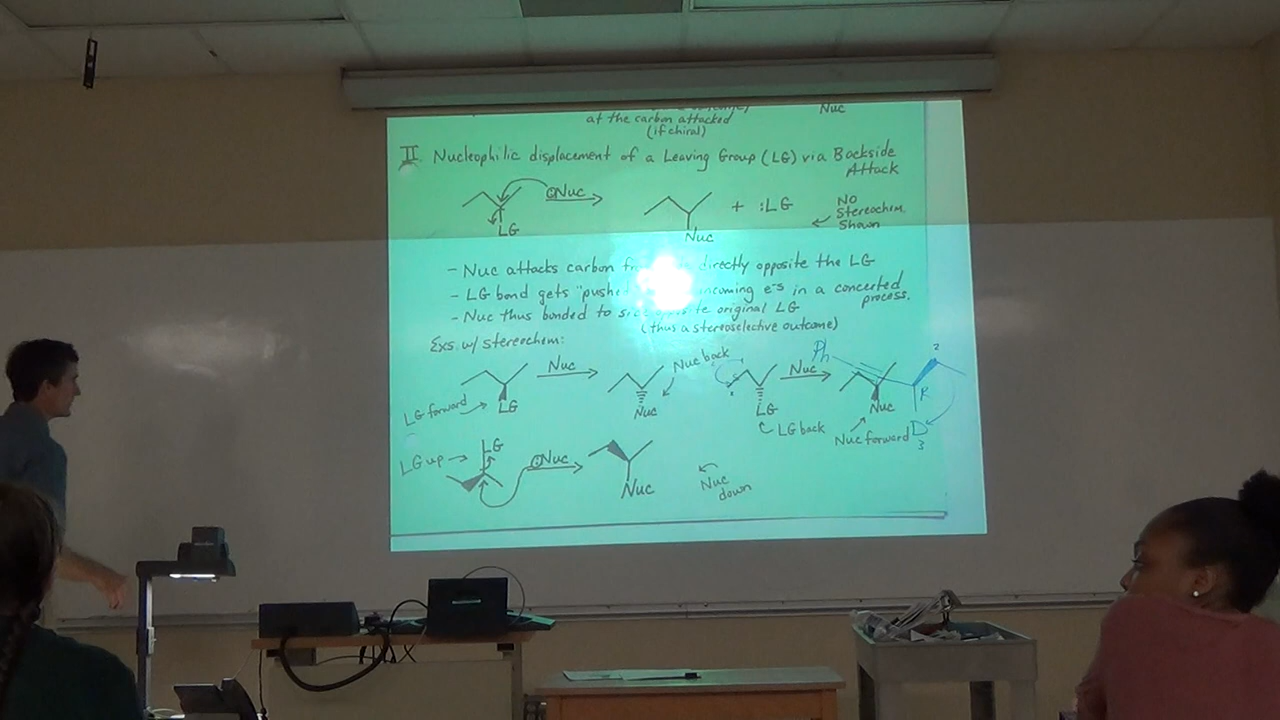 Nuc
at the carbon attacked
(if chiral)
II Nucleophilic displacement of a Leaving Group (LG) via Backside
Attack
⊖Nuc
+ :LG
No
Stereochem.
Shown
LG
Nuc
- Nuc attacks carbon directly opposite the LG
- LG bond gets "pushed incoming e⁻s in a concerted
process.
- Nuc thus bonded to original LG
(thus a stereoselective outcome)
Exs w/ stereochem:
Nuc
Nuc back
Nuc
Ph
2
LG forward
LG
Nuc
LG
LG back
Nuc
Nuc forward
R
D
3
LG
LG up
⊖Nuc
Nuc
Nuc
down